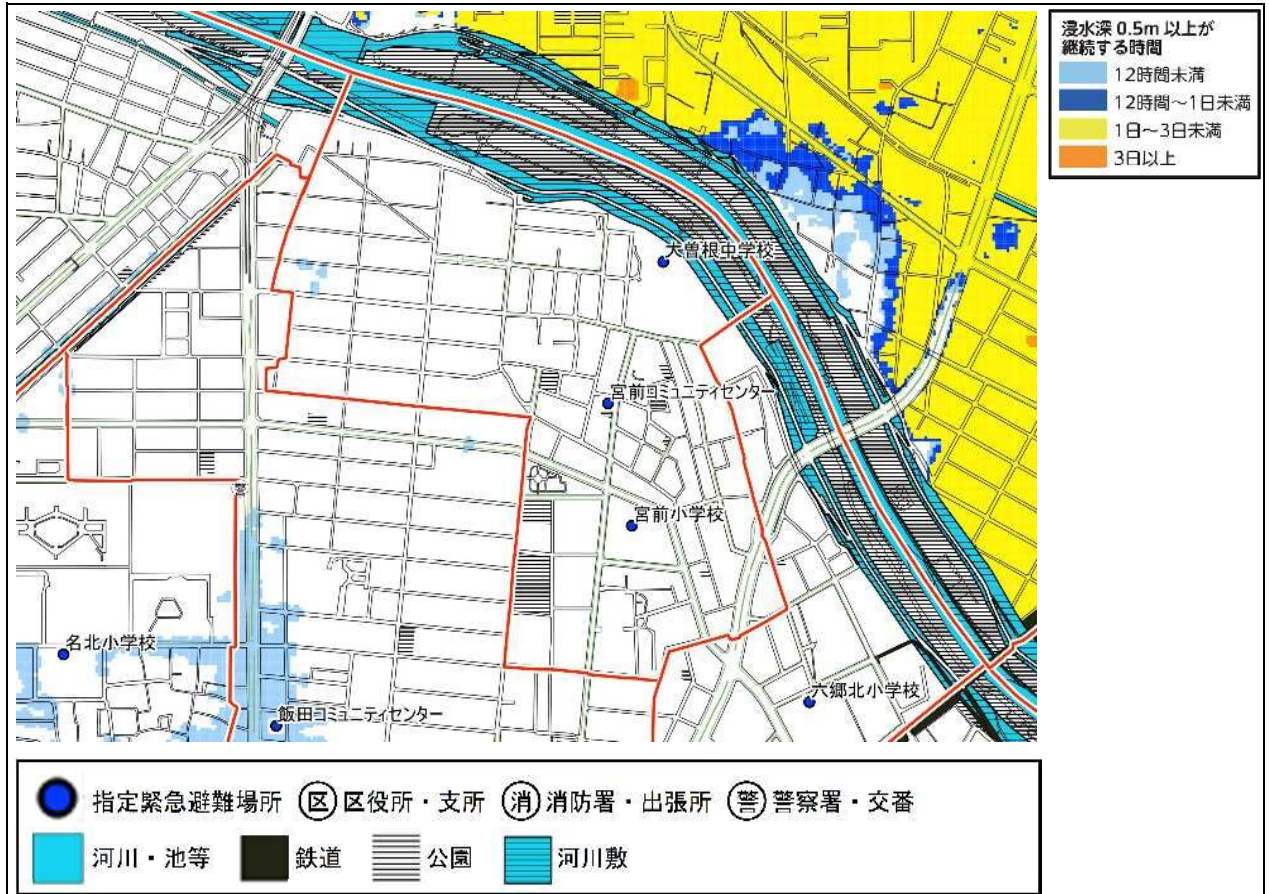 浸水深 0.5m 以上が
継続する時間
12時間未満
12時間～1日未満
1日～3日未満
3日以上
大曽根中学校
宮前コミュニティセンター
宮前小学校
警
名北小学校
六郷北小学校
飯田コミュニティセンター
指定緊急避難場所 区 区役所・支所 消 消防署・出張所 警 警察署・交番
河川・池等 鉄道 公園 河川敷